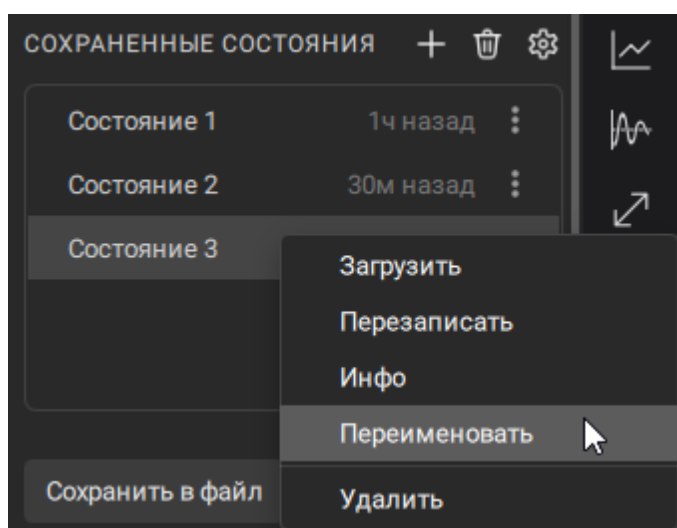 СОХРАНЕННЫЕ СОСТОЯНИЯ
Состояние 1 1ч назад
Состояние 2 30м назад
Состояние 3
Загрузить
Перезаписать
Инфо
Переименовать
Сохранить в файл
Удалить